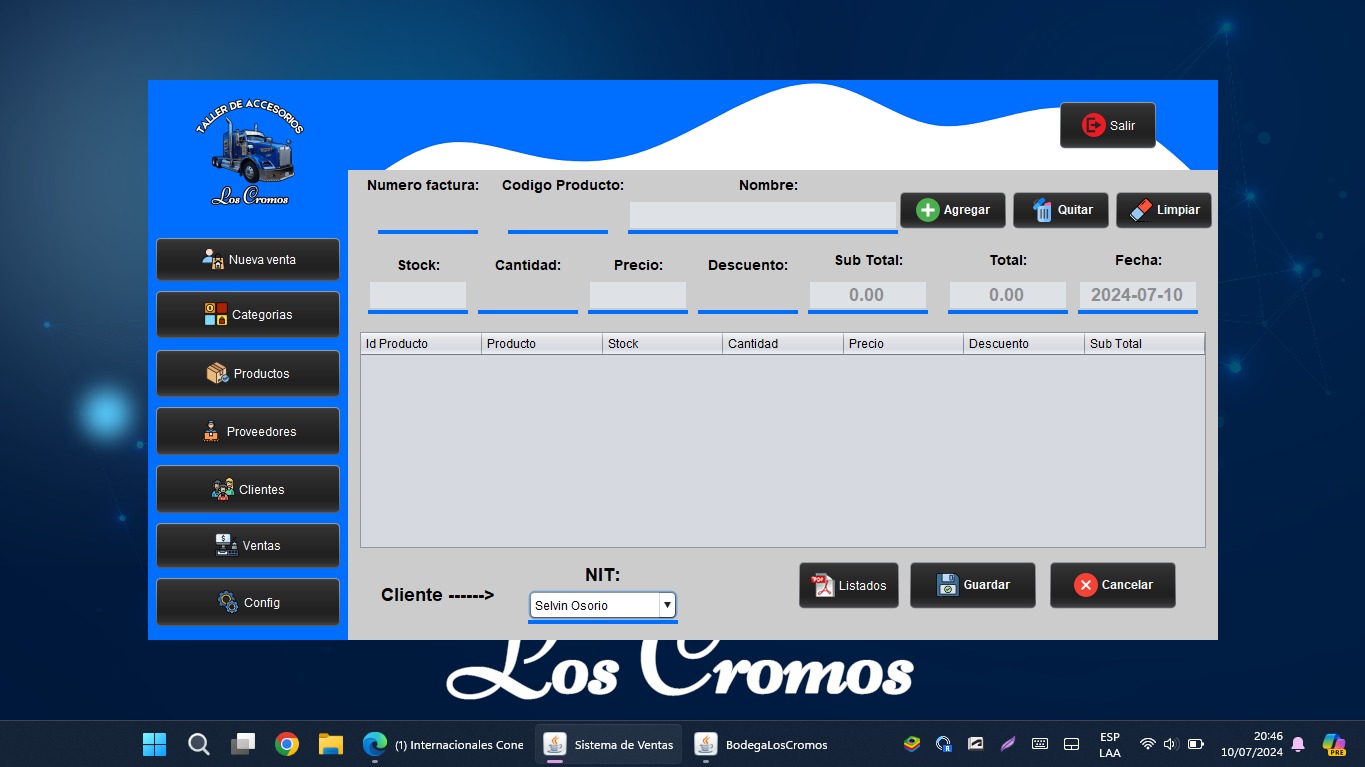 TALLER DE ACCESORIOS
Los Cromos
Salir
Numero factura:
Codigo Producto:
Nombre:
Agregar
Quitar
Limpiar
Nueva venta
Categorias
Productos
Proveedores
Clientes
Ventas
Config
Stock:
Cantidad:
Precio:
Descuento:
Sub Total:
Total:
Fecha:
0.00
0.00
2024-07-10
Id Producto
Producto
Stock
Cantidad
Precio
Descuento
Sub Total
NIT:
Cliente ------>
Selvin Osorio
PDF
Listados
Guardar
Cancelar
Los Cromos
(1) Internacionales Cone
Sistema de Ventas
BodegaLosCromos
ESP
LAA
20:46
10/07/2024
PRE